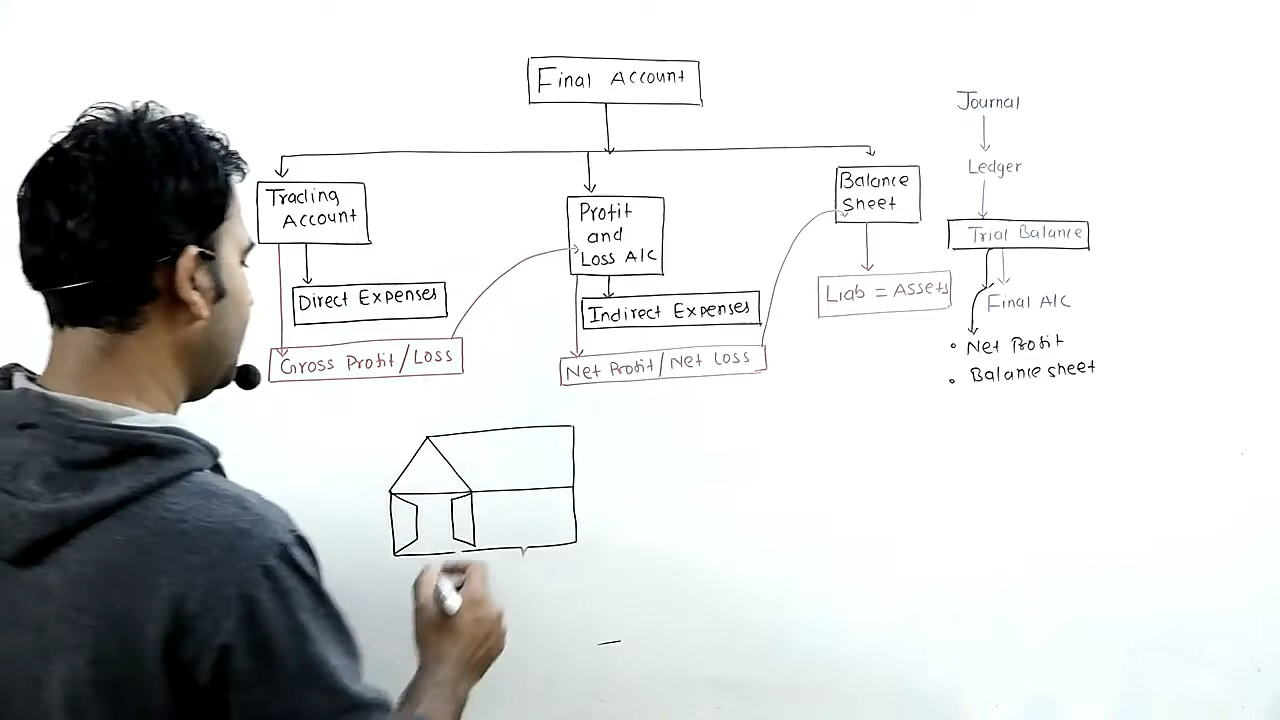 Final Account
Trading
Account
Direct Expenses
Gross Profit/Loss
Profit
and
Loss A/C
Indirect Expenses
Net Profit/Net Loss
Balance
Sheet
Liab = Assets
Journal
Ledger
Trial Balance
Final A/C
• Net Profit
• Balance sheet